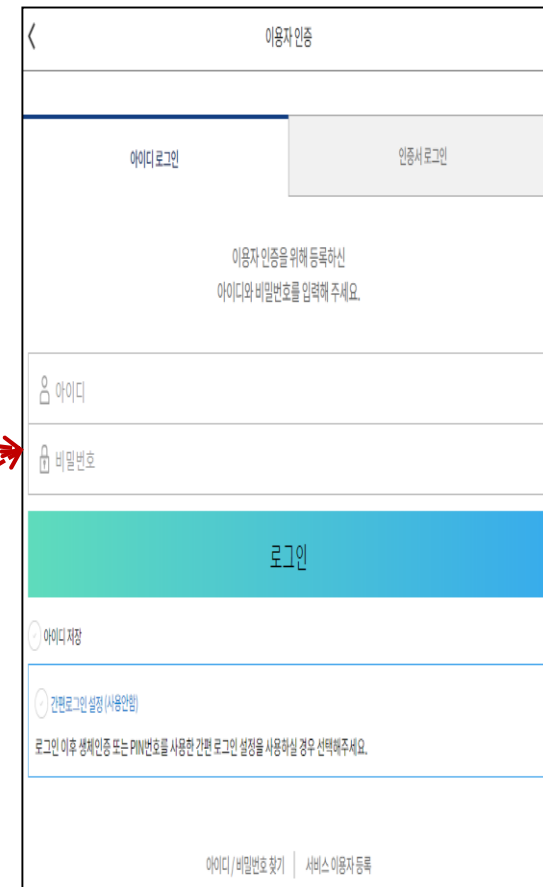 이용자 인증
아이디 로그인
인증서 로그인
이용자 인증을 위해 등록하신
아이디와 비밀번호를 입력해 주세요.
아이디
비밀번호
로그인
아이디 저장
간편로그인 설정 (사용안함)
로그인 이후 생체인증 또는 PIN번호를 사용한 간편 로그인 설정을 사용하실 경우 선택해주세요.
아이디 / 비밀번호 찾기 | 서비스 이용자 등록